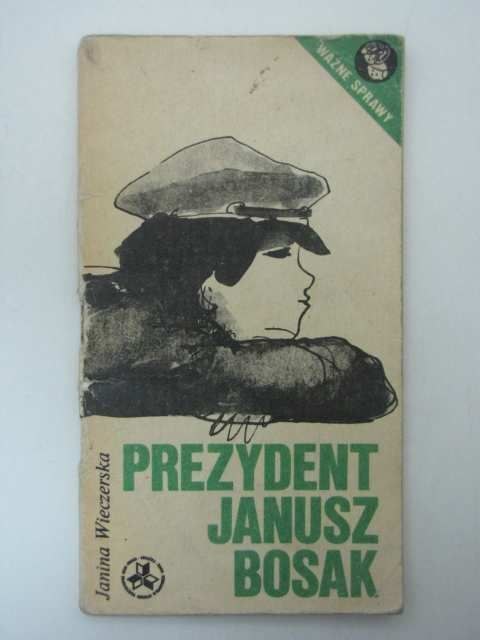 WAŻNE SPRAWY
Janina Wieczerska
PREZYDENT
JANUSZ
BOSAK